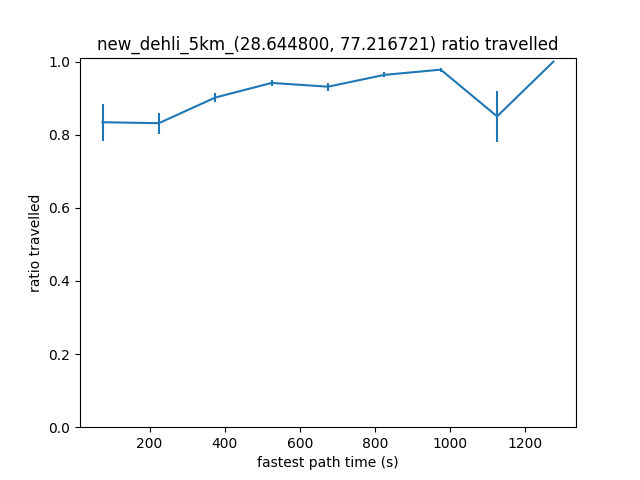 new_dehli_5km_(28.644800, 77.216721) ratio travelled
1.0
0.8
0.6
0.4
0.2
0.0
ratio travelled
200 400 600 800 1000 1200
fastest path time (s)